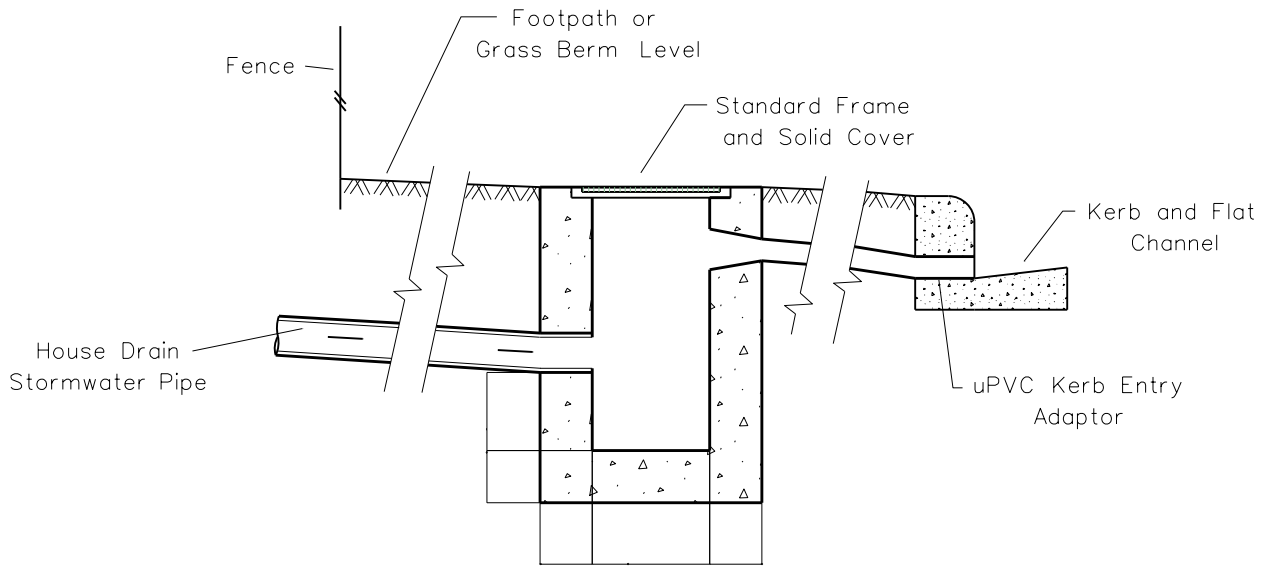 Footpath or
Grass Berm Level
Fence
Standard Frame
and Solid Cover
Kerb and Flat
Channel
House Drain
Stormwater Pipe
uPVC Kerb Entry
Adaptor